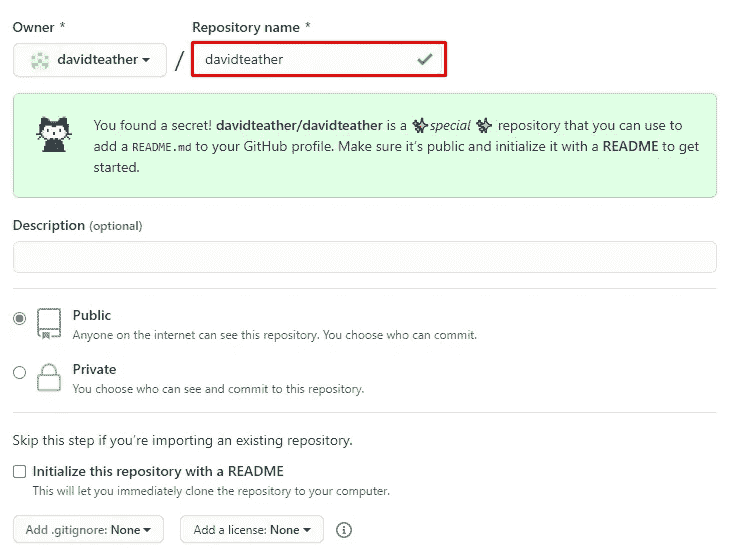 Owner * Repository name *
davidteather / davidteather
You found a secret! davidteather/davidteather is a ✨special ✨ repository that you can use to
add a README.md to your GitHub profile. Make sure it's public and initialize it with a README to get
started.
Description (optional)
Public
Anyone on the internet can see this repository. You choose who can commit.
Private
You choose who can see and commit to this repository.
Skip this step if you're importing an existing repository.
Initialize this repository with a README
This will let you immediately clone the repository to your computer.
Add .gitignore: None Add a license: None